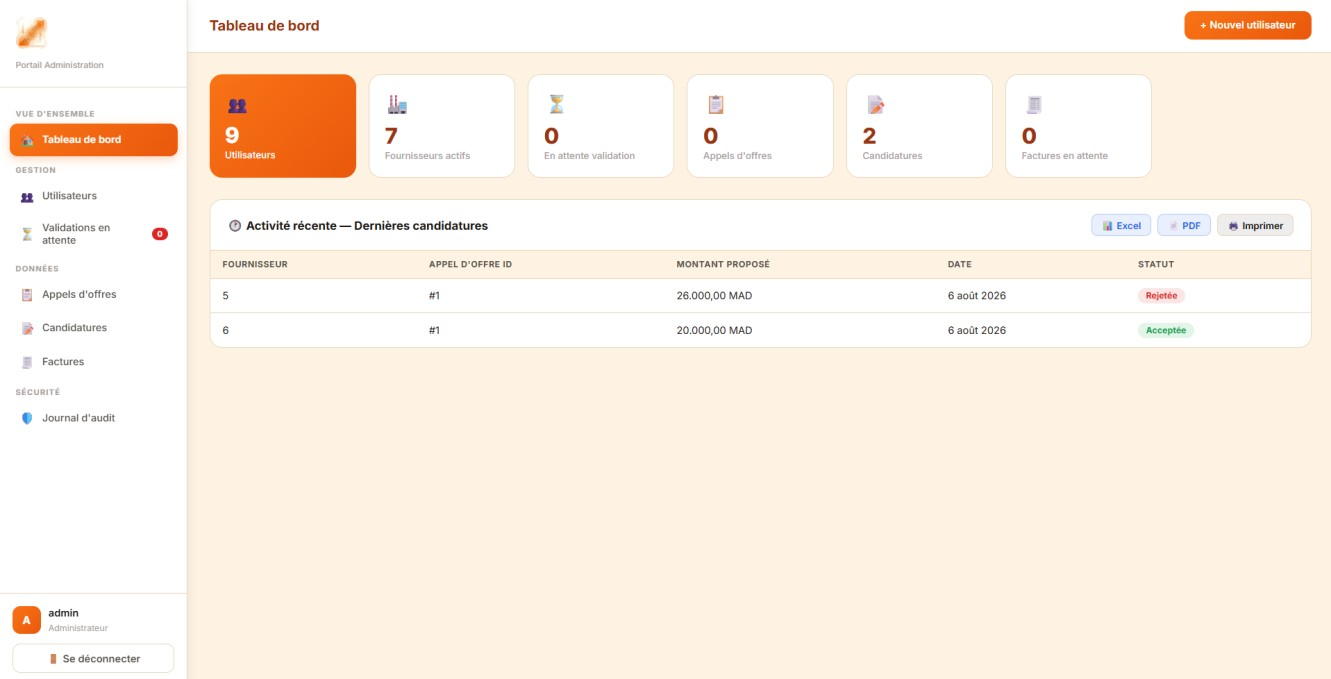 Tableau de bord
+ Nouvel utilisateur
Portail Administration
VUE D'ENSEMBLE
Tableau de bord
GESTION
Utilisateurs
Validations en
attente
0
DONNÉES
Appels d'offres
Candidatures
Factures
SÉCURITÉ
Journal d'audit
admin
A
Administrateur
Se déconnecter
9
Utilisateurs
7
Fournisseurs actifs
0
En attente validation
0
Appels d'offres
2
Candidatures
0
Factures en attente
Activité récente — Dernières candidatures
Excel
PDF
Imprimer
FOURNISSEUR APPEL D'OFFRE ID MONTANT PROPOSÉ DATE STATUT
5 #1 26.000,00 MAD 6 août 2026 Rejetée
6 #1 20.000,00 MAD 6 août 2026 Acceptée